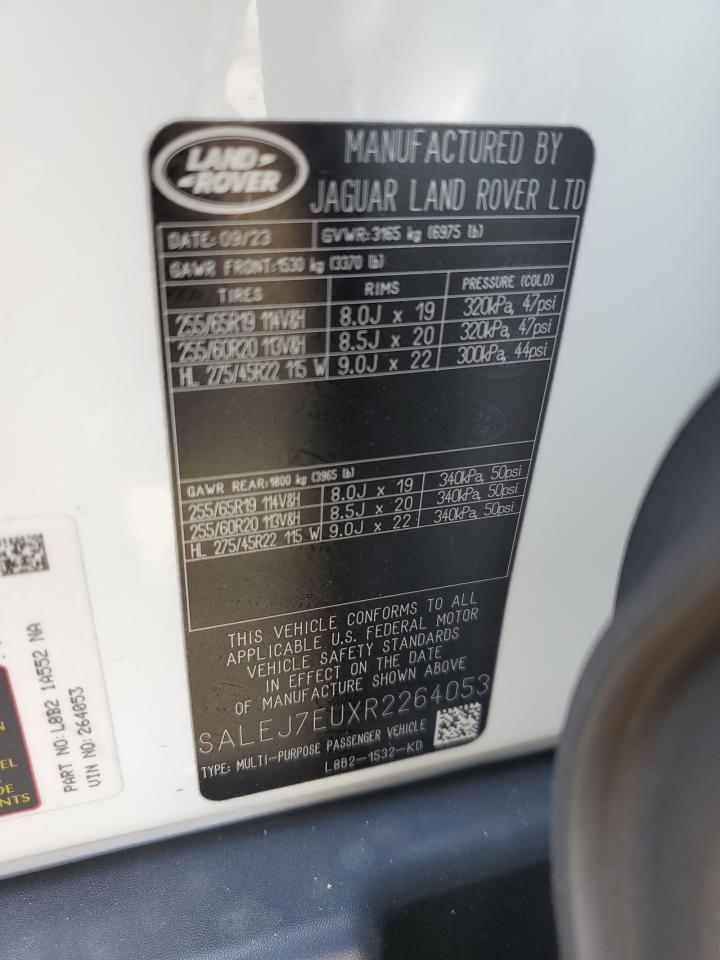 LAND-
-ROVER
MANUFACTURED BY
JAGUAR LAND ROVER LTD
DATE: 09/23 GVWR: 3165 kg (6975 lb)
GAWR FRONT: 1530 kg (3370 lb)
TIRES RIMS PRESSURE (COLD)
255/65R19 114V&H 8.0J x 19 320kPa, 47psi
255/60R20 113V&H 8.5J x 20 320kPa, 47psi
HL 275/45R22 115 W 9.0J x 22 300kPa, 44psi
GAWR REAR: 1800 kg (3965 lb)
255/65R19 114V&H 8.0J x 19 340kPa, 50psi
255/60R20 113V&H 8.5J x 20 340kPa, 50psi
HL 275/45R22 115 W 9.0J x 22 340kPa, 50psi
THIS VEHICLE CONFORMS TO ALL
APPLICABLE U.S. FEDERAL MOTOR
VEHICLE SAFETY STANDARDS
IN EFFECT ON THE DATE
OF MANUFACTURE SHOWN ABOVE
SALEJ7EUXR2264053
TYPE: MULTI-PURPOSE PASSENGER VEHICLE
L8B2-1532-KD
PART NO: L8B2 1A552 NA
VIN NO: 264053